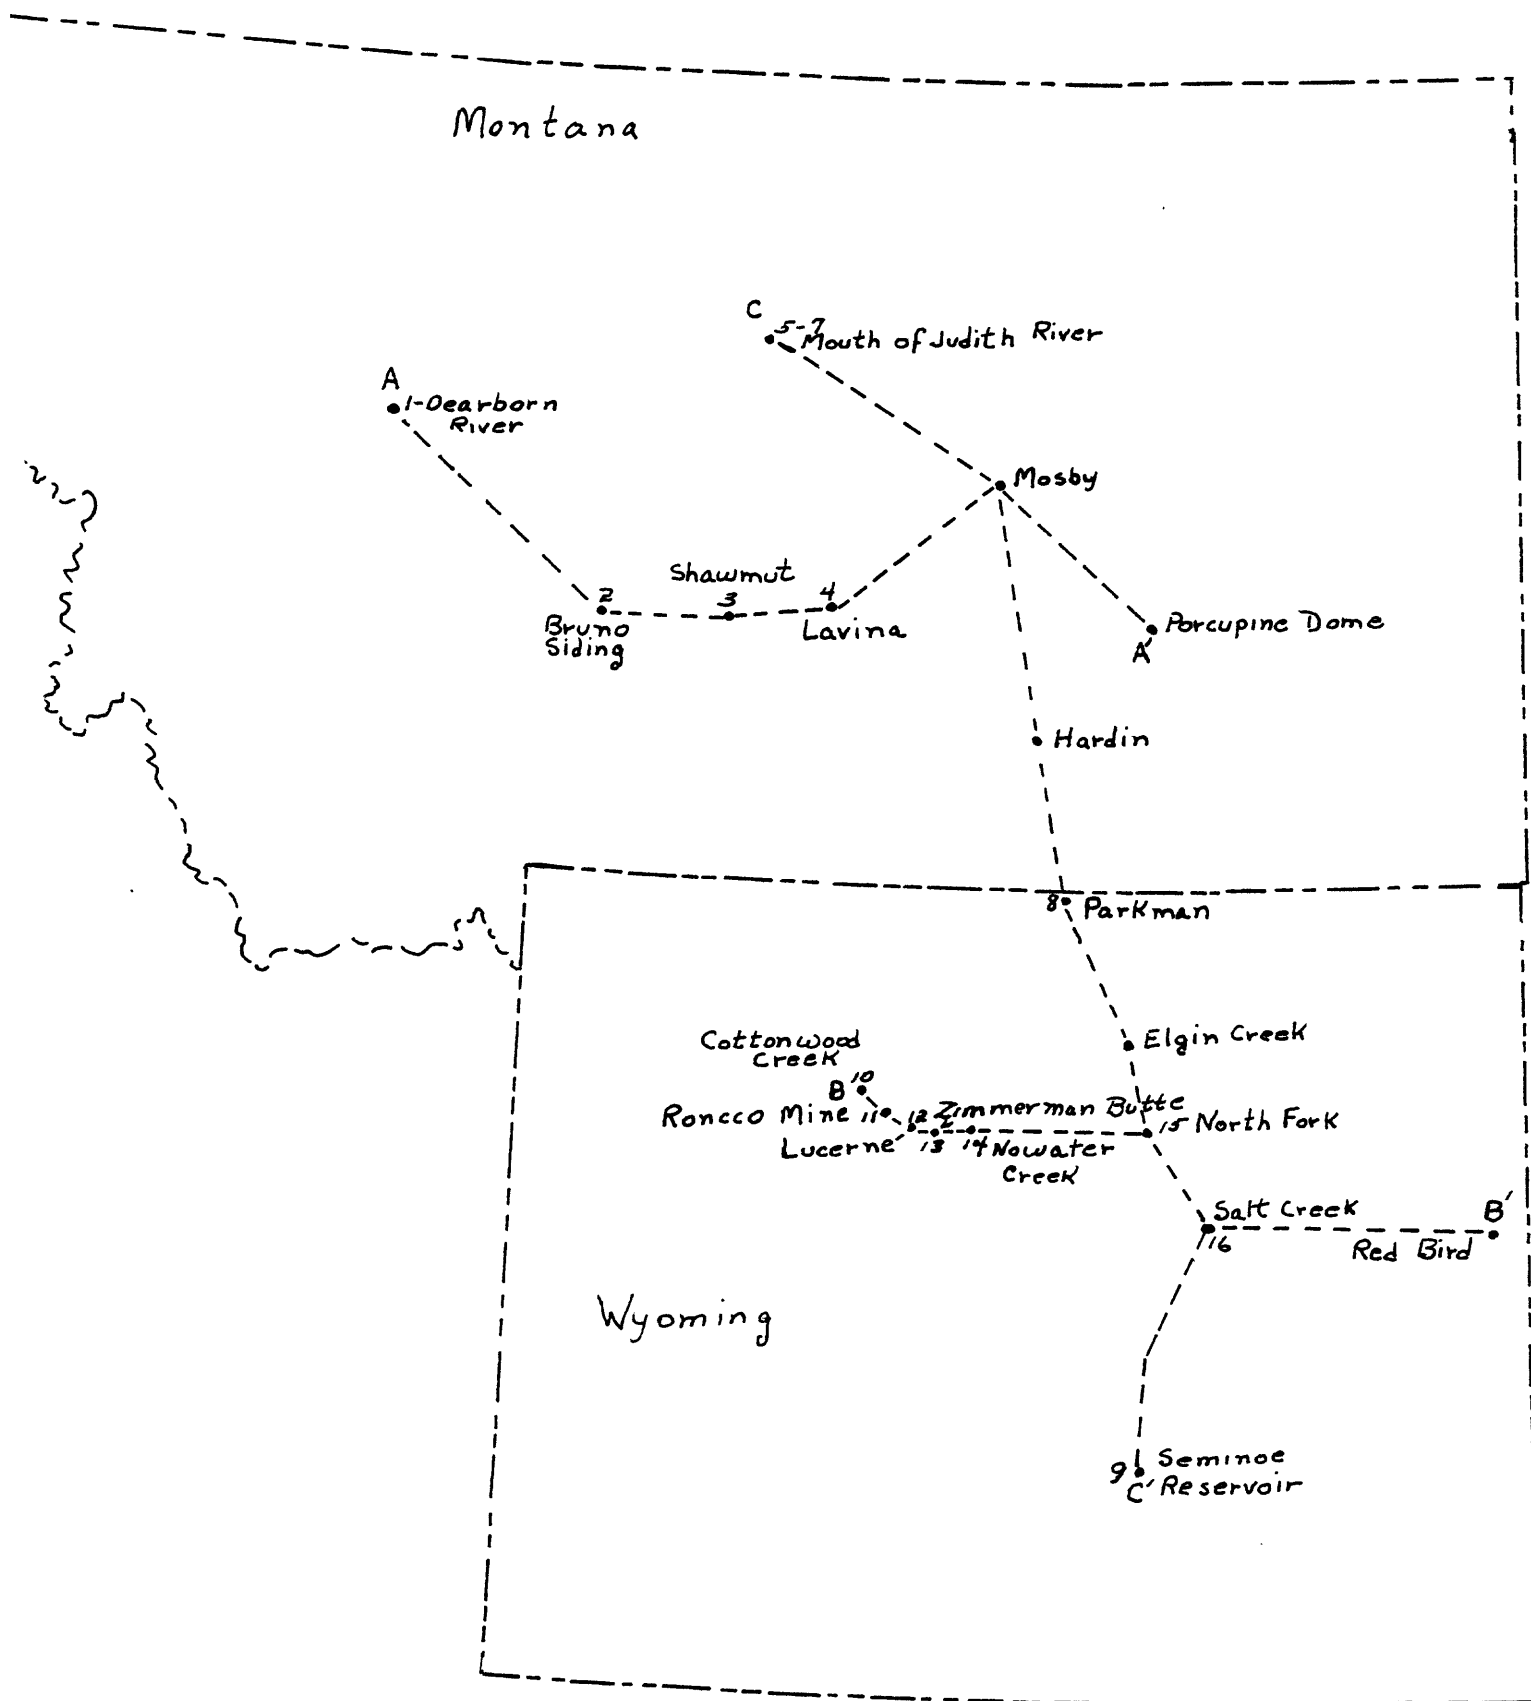 Montana
C
5-7
Mouth of Judith River
A
1-Dearborn
River
Mosby
Shawmut
2
3
4
Bruno
Siding
Lavina
Porcupine Dome
A'
Hardin
8
Parkman
Elgin Creek
Cottonwood
Creek
B
10
Roncco Mine
11
12
Zimmerman Butte
15
North Fork
Lucerne
13
14
Nowater
Creek
Salt Creek
16
B'
Red Bird
Wyoming
9
Seminoe
C'
Reservoir